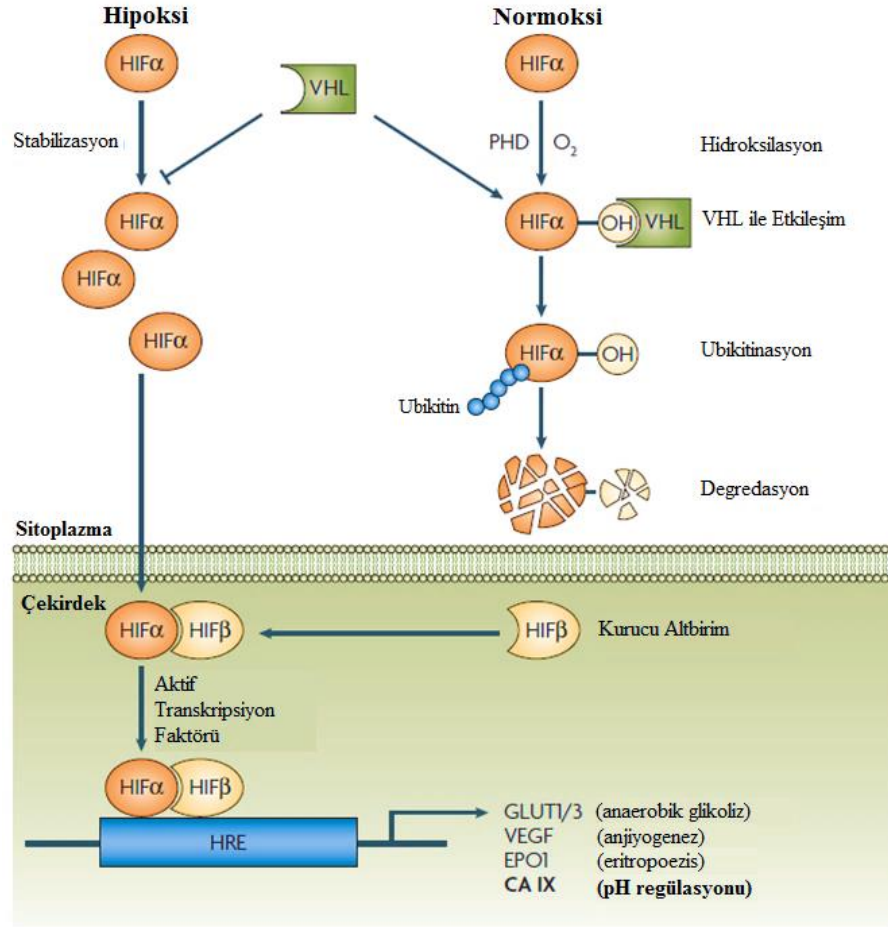 Hipoksi
Normoksi
HIFα
VHL
HIFα
Stabilizasyon
PHD O₂
Hidroksilasyon
HIFα
HIFα
OH
VHL
VHL ile Etkileşim
HIFα
HIFα
HIFα
OH
Ubikitinasyon
Ubikitin
Degredasyon
Sitoplazma
Çekirdek
HIFα
HIFβ
HIFβ
Kurucu Altbirim
Aktif
Transkripsiyon
Faktörü
HIFα
HIFβ
HRE
GLUT1/3 (anaerobik glikoliz)
VEGF (anjiyogenez)
EPO1 (eritropoezis)
CA IX (pH regülasyonu)